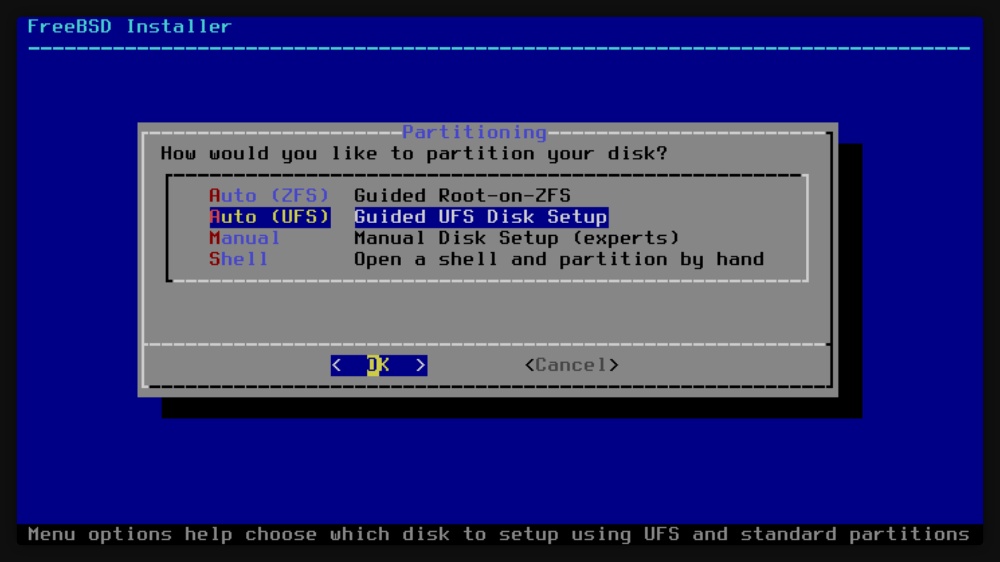 FreeBSD Installer
Partitioning
How would you like to partition your disk?
Auto (ZFS) Guided Root-on-ZFS
Auto (UFS) Guided UFS Disk Setup
Manual Manual Disk Setup (experts)
Shell Open a shell and partition by hand
< OK > <Cancel>
Menu options help choose which disk to setup using UFS and standard partitions